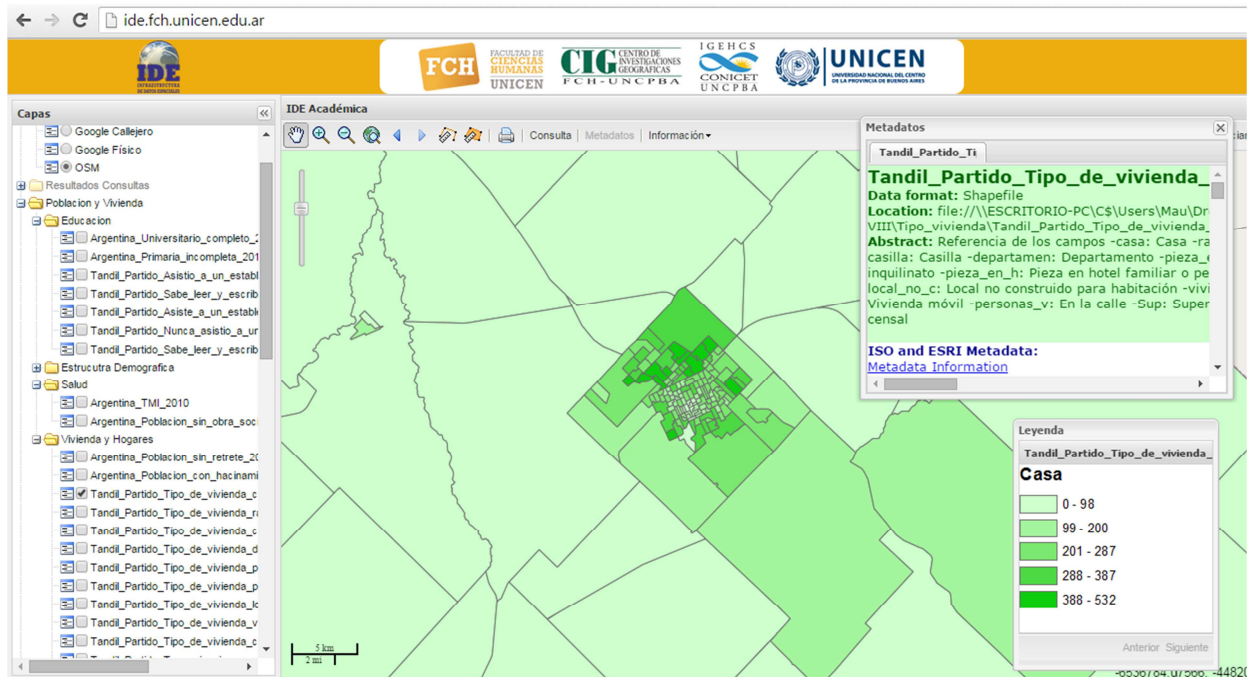 ide.fch.unicen.edu.ar
IDE
INFRAESTRUCTURA
DE DATOS ESPACIALES
FCH
FACULTAD DE
CIENCIAS
HUMANAS
UNICEN
CIG
CENTRO DE
INVESTIGACIONES
GEOGRAFICAS
FCH-UNCPBA
IGEHCS
CONICET
UNCPBA
UNICEN
UNIVERSIDAD NACIONAL DEL CENTRO
DE LA PROVINCIA DE BUENOS AIRES
Capas
Google Callejero
Google Físico
OSM
Resultados Consultas
Poblacion y Vivienda
Educacion
Argentina_Universitario_completo_2
Argentina_Primaria_incompleta_201
Tandil_Partido_Asistio_a_un_establ
Tandil_Partido_Sabe_leer_y_escrib
Tandil_Partido_Asiste_a_un_establ
Tandil_Partido_Nunca_asistio_a_ur
Tandil_Partido_Sabe_leer_y_escrib
Estrucutra Demografica
Salud
Argentina_TMI_2010
Argentina_Poblacion_sin_obra_soc
Vivienda y Hogares
Argentina_Poblacion_sin_retrete_20
Argentina_Poblacion_con_hacinami
Tandil_Partido_Tipo_de_vivienda_c
Tandil_Partido_Tipo_de_vivienda_ra
Tandil_Partido_Tipo_de_vivienda_c
Tandil_Partido_Tipo_de_vivienda_d
Tandil_Partido_Tipo_de_vivienda_p
Tandil_Partido_Tipo_de_vivienda_p
Tandil_Partido_Tipo_de_vivienda_lo
Tandil_Partido_Tipo_de_vivienda_v
Tandil_Partido_Tipo_de_vivienda_c
IDE Académica
Consulta Metadatos Información
5 km
2 mi
Metadatos
Tandil_Partido_Ti
Tandil_Partido_Tipo_de_vivienda_
Data format: Shapefile
Location: file://\\ESCRITORIO-PC\C$\Users\Mau\Dr
VIII\Tipo_vivienda\Tandil_Partido_Tipo_de_vivienda_
Abstract: Referencia de los campos -casa: Casa -ra
casilla: Casilla -departamen: Departamento -pieza_e
inquilinato -pieza_en_h: Pieza en hotel familiar o pe
local_no_c: Local no construido para habitación -vivi
Vivienda móvil -personas_v: En la calle -Sup: Super
censal
ISO and ESRI Metadata:
Metadata Information
Leyenda
Tandil_Partido_Tipo_de_vivienda_
Casa
0 - 98
99 - 200
201 - 287
288 - 387
388 - 532
Anterior Siguiente